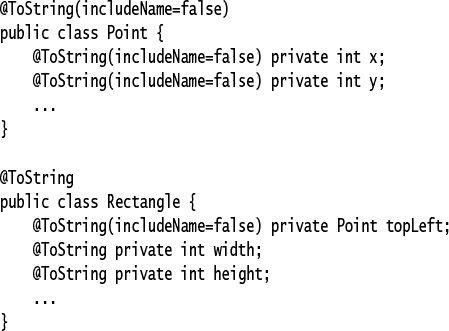 @ToString(includeName=false)
public class Point {
    @ToString(includeName=false) private int x;
    @ToString(includeName=false) private int y;
    ...
}

@ToString
public class Rectangle {
    @ToString(includeName=false) private Point topLeft;
    @ToString private int width;
    @ToString private int height;
    ...
}